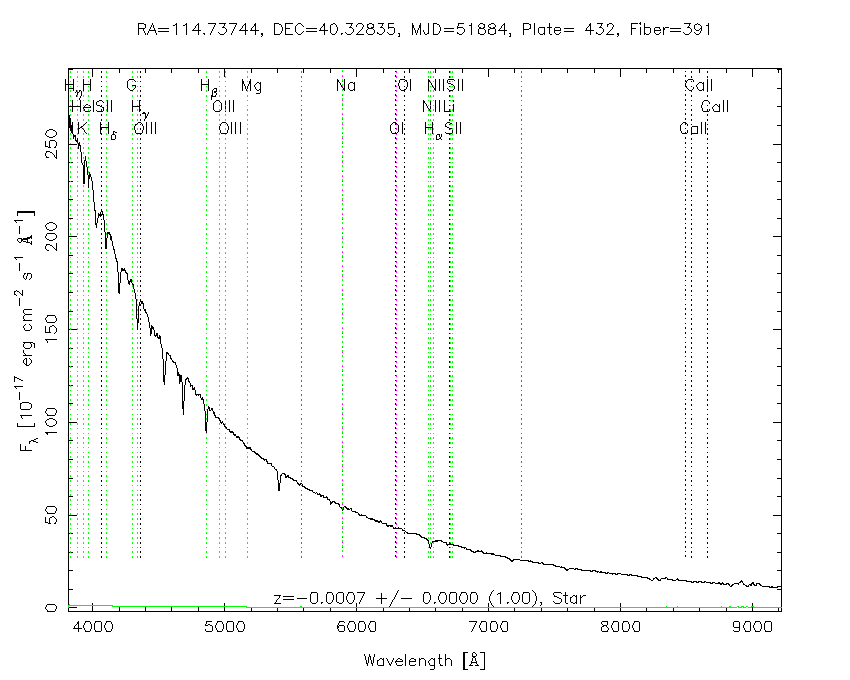 RA=114.73744, DEC=40.32835, MJD=51884, Plate= 432, Fiber=391
Hη H G Hβ Mg Na OI NII SII CaII
HeI SII Hγ OIII NII Li CaII
K Hδ OIII OIII OI Hα SII CaII
Fλ [10−17 erg cm−2 s−1 Å−1]
250
200
150
100
50
0
z=−0.0007 +/− 0.0000 (1.00), Star
4000 5000 6000 7000 8000 9000
Wavelength [Å]